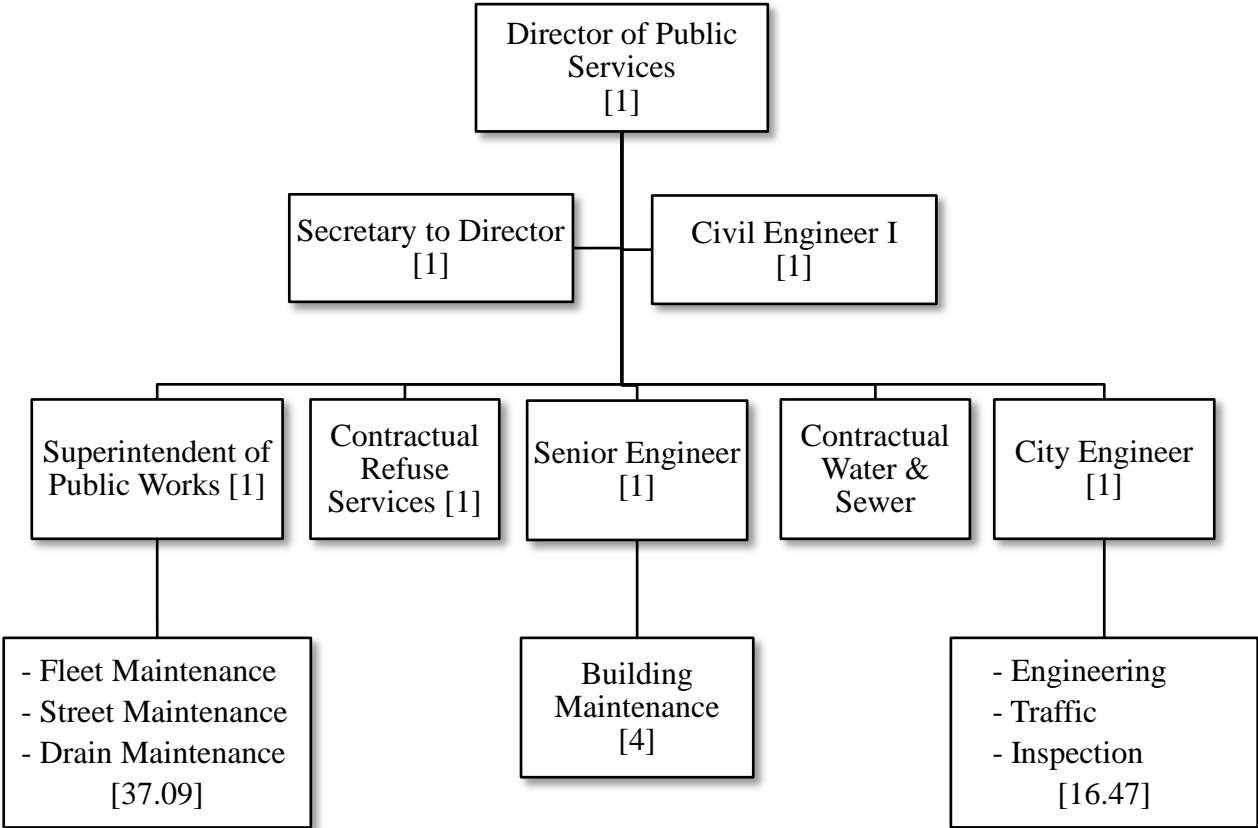 Director of Public
Services
[1]
Secretary to Director
[1]
Civil Engineer I
[1]
Superintendent of
Public Works [1]
Contractual
Refuse
Services [1]
Senior Engineer
[1]
Contractual
Water &
Sewer
City Engineer
[1]
- Fleet Maintenance
- Street Maintenance
- Drain Maintenance
[37.09]
Building
Maintenance
[4]
- Engineering
- Traffic
- Inspection
[16.47]